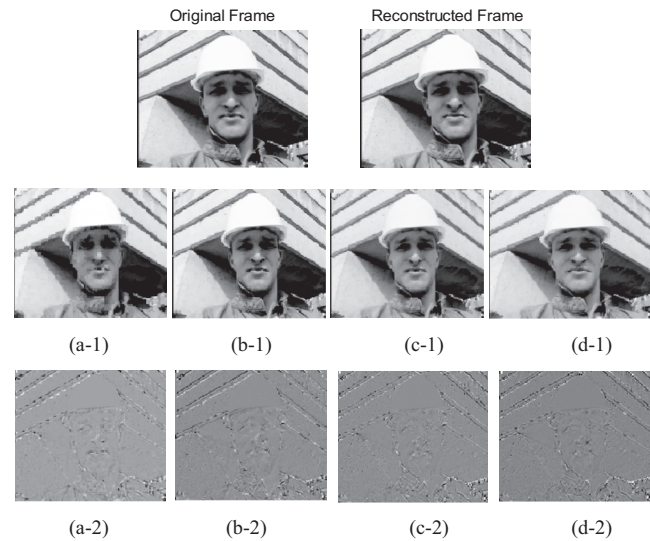 Original Frame
Reconstructed Frame
(a-1)
(b-1)
(c-1)
(d-1)
(a-2)
(b-2)
(c-2)
(d-2)